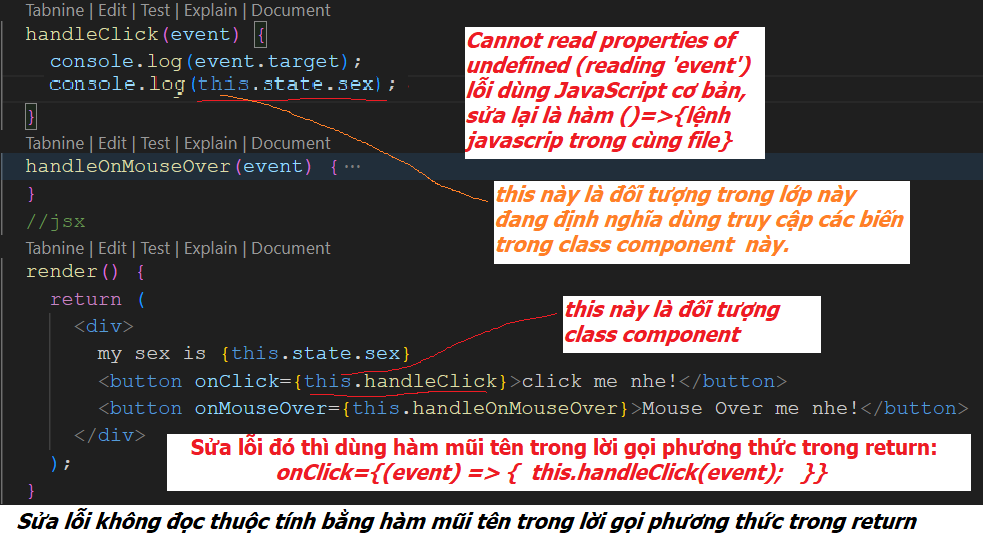 Tabnine | Edit | Test | Explain | Document
handleClick(event) {
console.log(event.target);
console.log(this.state.sex);
}
Cannot read properties of
undefined (reading 'event')
lỗi dùng JavaScript cơ bản,
sửa lại là hàm ()=>{lệnh
javascrip trong cùng file}
Tabnine | Edit | Test | Explain | Document
handleOnMouseOver(event) {···
}
this này là đối tượng trong lớp này
đang định nghĩa dùng truy cập các biến
trong class component này.
//jsx
Tabnine | Edit | Test | Explain | Document
render() {
return (
<div>
this này là đối tượng
class component
my sex is {this.state.sex}
<button onClick={this.handleClick}>click me nhe!</button>
<button onMouseOver={this.handleOnMouseOver}>Mouse Over me nhe!</button>
</div>
);
}
Sửa lỗi đó thì dùng hàm mũi tên trong lời gọi phương thức trong return:
onClick={(event) => { this.handleClick(event); }}
Sửa lỗi không đọc thuộc tính bằng hàm mũi tên trong lời gọi phương thức trong return